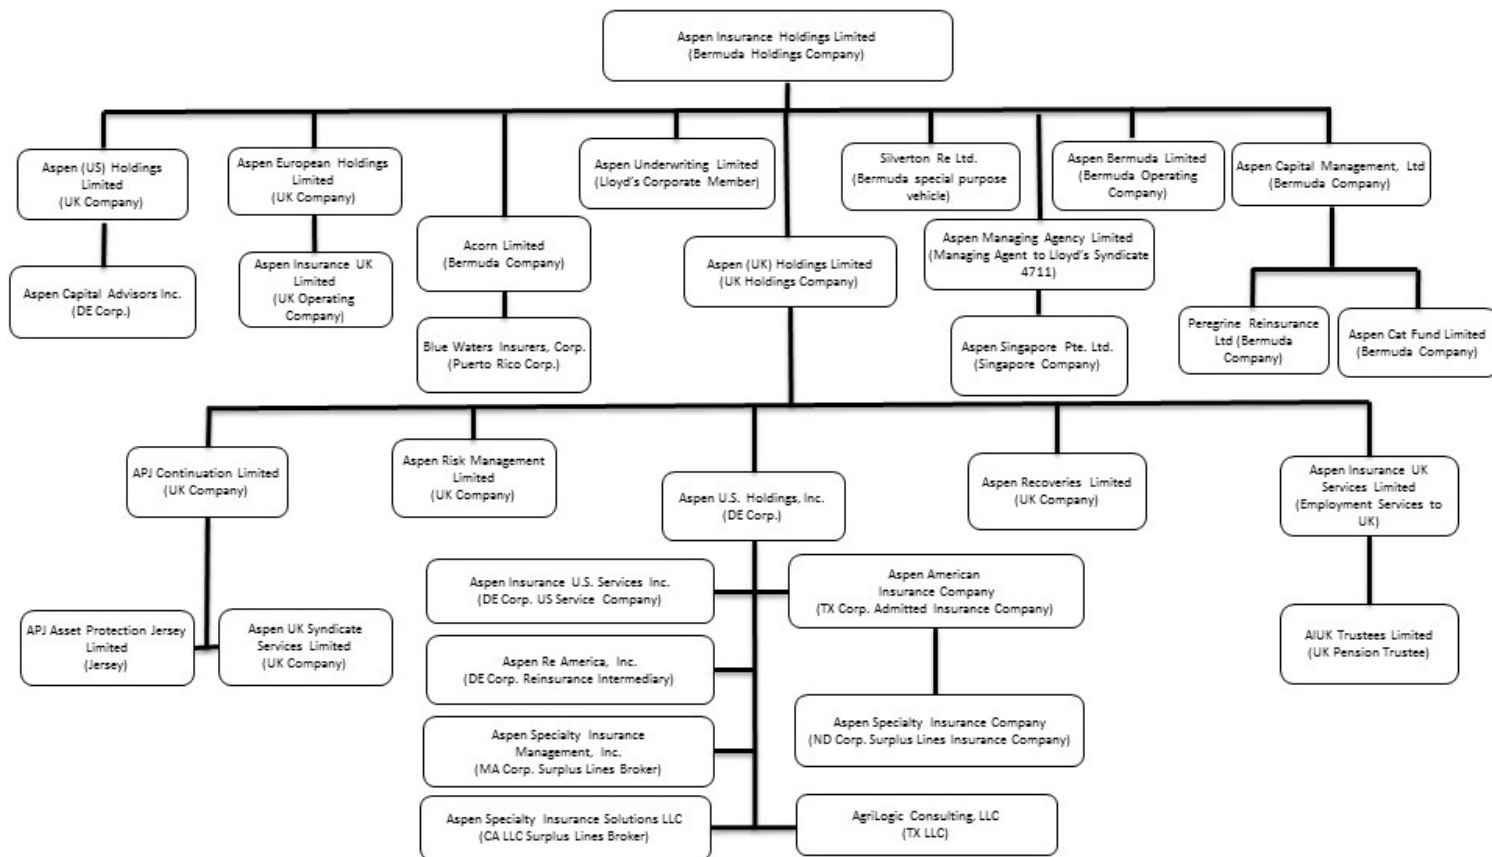 Aspen Insurance Holdings Limited
(Bermuda Holdings Company)
Aspen (US) Holdings
Limited
(UK Company)
Aspen European Holdings
Limited
(UK Company)
Aspen Underwriting Limited
(Lloyd's Corporate Member)
Silverton Re Ltd.
(Bermuda special purpose
vehicle)
Aspen Bermuda Limited
(Bermuda Operating
Company)
Aspen Capital Management, Ltd
(Bermuda Company)
Acorn Limited
(Bermuda Company)
Aspen (UK) Holdings Limited
(UK Holdings Company)
Aspen Managing Agency Limited
(Managing Agent to Lloyd's Syndicate
4711)
Aspen Capital Advisors Inc.
(DE Corp.)
Aspen Insurance UK
Limited
(UK Operating
Company)
Blue Waters Insurers, Corp.
(Puerto Rico Corp.)
Aspen Singapore Pte. Ltd.
(Singapore Company)
Peregrine Reinsurance
Ltd (Bermuda
Company)
Aspen Cat Fund Limited
(Bermuda Company)
APJ Continuation Limited
(UK Company)
Aspen Risk Management
Limited
(UK Company)
Aspen U.S. Holdings, Inc.
(DE Corp.)
Aspen Recoveries Limited
(UK Company)
Aspen Insurance UK
Services Limited
(Employment Services to
UK)
Aspen Insurance U.S. Services Inc.
(DE Corp. US Service Company)
Aspen American
Insurance Company
(TX Corp. Admitted Insurance Company)
APJ Asset Protection Jersey
Limited
(Jersey)
Aspen UK Syndicate
Services Limited
(UK Company)
AIUK Trustees Limited
(UK Pension Trustee)
Aspen Re America, Inc.
(DE Corp. Reinsurance Intermediary)
Aspen Specialty Insurance
Management, Inc.
(MA Corp. Surplus Lines Broker)
Aspen Specialty Insurance Company
(ND Corp. Surplus Lines Insurance Company)
Aspen Specialty Insurance Solutions LLC
(CA LLC Surplus Lines Broker)
AgriLogic Consulting, LLC
(TX LLC)